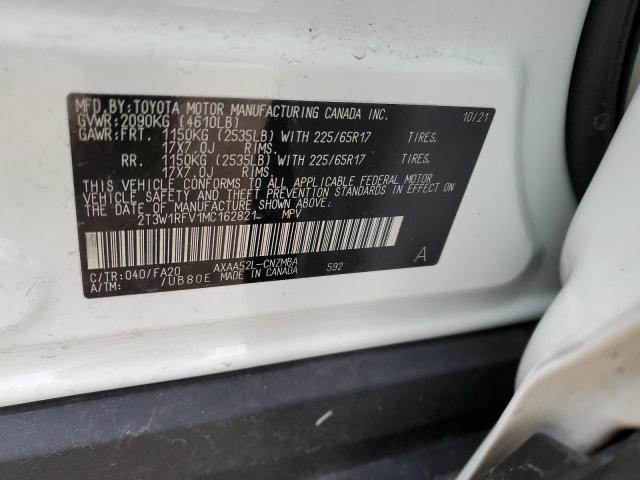 MFD.BY:TOYOTA MOTOR MANUFACTURING CANADA INC. 10/21
GVWR:2090KG (4610LB)
GAWR:FRT. 1150KG (2535LB) WITH 225/65R17 TIRES,
17X7.0J RIMS.
RR. 1150KG (2535LB) WITH 225/65R17 TIRES,
17X7.0J RIMS.
THIS VEHICLE CONFORMS TO ALL APPLICABLE FEDERAL MOTOR
VEHICLE SAFETY STANDARDS IN EFFECT ON THE DATE OF
MANUFACTURE SHOWN ABOVE.
2T3W1RFV1MC162821 MPV
C/TR:040/FA20 AXAA52L-CNZMBA 592 A
A/TM: /UB80E MADE IN CANADA